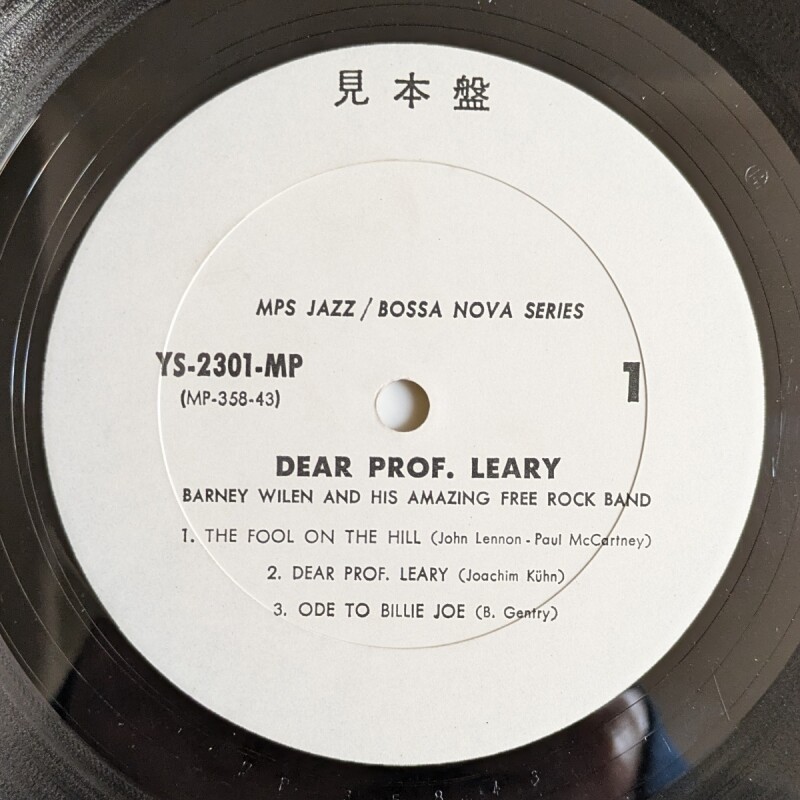 見本盤
MPS JAZZ / BOSSA NOVA SERIES
YS-2301-MP
(MP-358-43)
1
DEAR PROF. LEARY
BARNEY WILEN AND HIS AMAZING FREE ROCK BAND
1. THE FOOL ON THE HILL (John Lennon - Paul McCartney)
2. DEAR PROF. LEARY (Joachim Kühn)
3. ODE TO BILLIE JOE (B. Gentry)